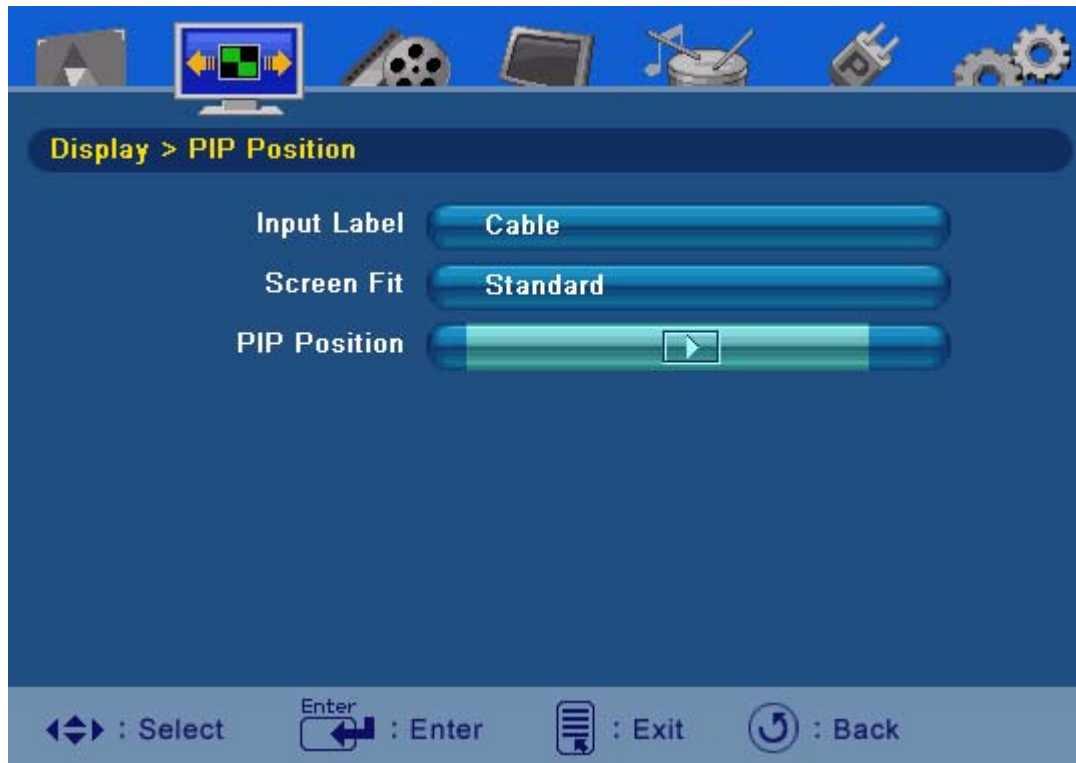 Display > PIP Position
Input Label Cable
Screen Fit Standard
PIP Position
Enter
: Select : Enter : Exit : Back
P